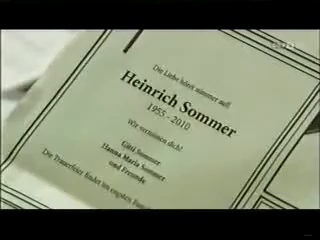 Die Liebe hört nimmer auf!
Heinrich Sommer
1955 - 2010
Wir vermissen dich!
Gitti Sommer
Hanna Maria Sommer
und Freunde
Die Trauerfeier findet im engsten